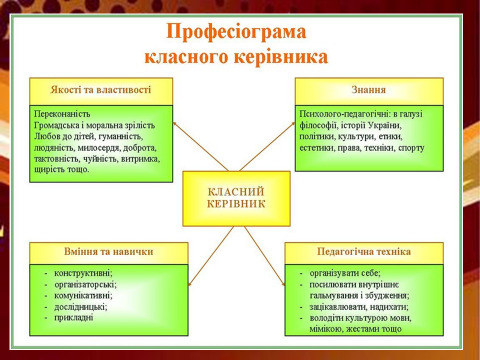 Професіограма
класного керівника
Якості та властивості
Переконаність
Громадська і моральна зрілість
Любов до дітей, гуманність,
людяність, милосердя, доброта,
тактовність, чуйність, витримка,
щирість тощо.
Знання
Психолого-педагогічні: в галузі
філософії, історії України,
політики, культури, етики,
естетики, права, техніки, спорту
КЛАСНИЙ
КЕРІВНИК
Вміння та навички
- конструктивні;
- організаторські;
- комунікативні;
- дослідницькі;
- прикладні
Педагогічна техніка
- організувати себе;
- посилювати внутрішнє
гальмування і збудження;
- зацікавлювати, надихати;
- володіти культурою мови,
мімікою, жестами тощо